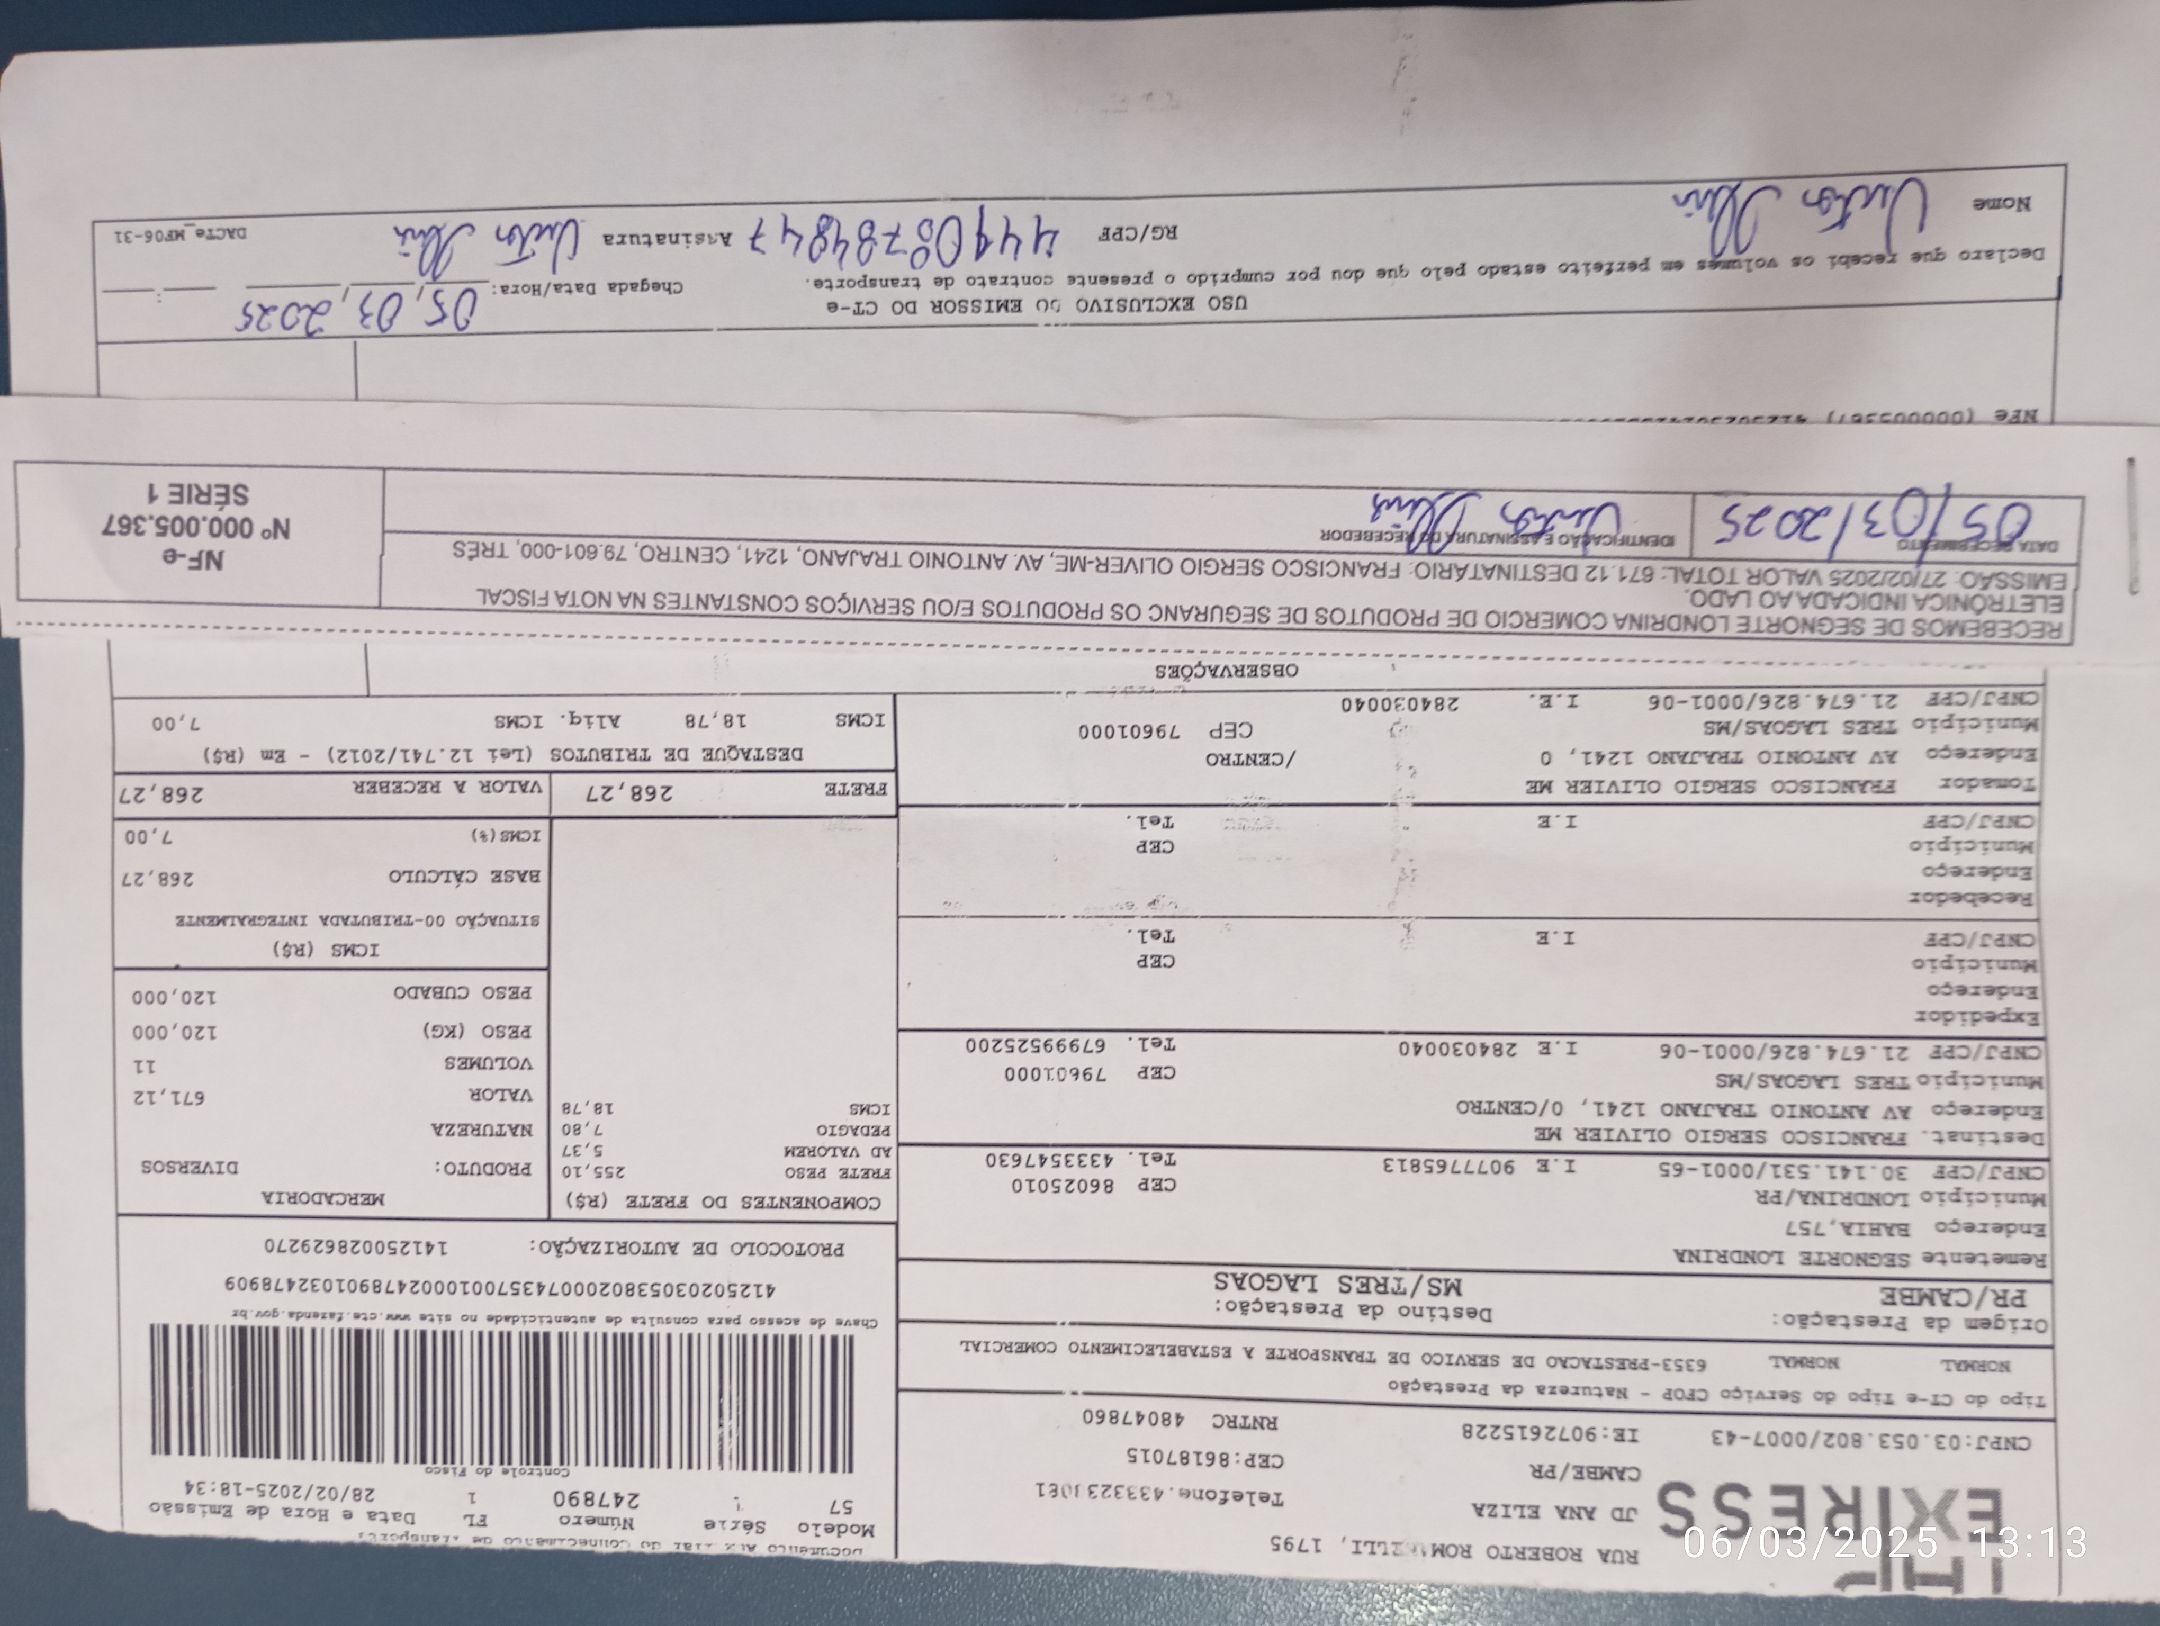 EXIRESS
RUA ROBERTO 1795
JD ANA ELIZA
CAMBE/PR
CEP:86187015
CNPJ:03.053.802/0007-43 IE:9072615228 RNTRC 48047860
Tipo do CT-e Tipo do Serviço CFOP - Natureza da Prestação
NORMAL NORMAL 6353-PRESTACAO DE SERVICO DE TRANSPORTE A ESTABELECIMENTO COMERCIAL
Origem da Prestação: Destino da Prestação:
PR/CAMBE MS/TRES LAGOAS
Modelo Série Número FL Data e Hora de Emissão
57 247890 1 28/02/2025-18:34
Controle do Fisco
Chave de acesso para consulta de autenticidade no site www.cte.fazenda.gov.br
41250203053802000743570010002478901032478909
PROTOCOLO DE AUTORIZAÇÃO: 141250028629270
Remetente SEGNORTE LONDRINA
Endereço BAHIA,757
Município LONDRINA/PR CEP 86025010
CNPJ/CPF 30.141.531/0001-65 I.E 9077765813 Tel. 4333547630
Destinat. FRANCISCO SERGIO OLIVIER ME
Endereço AV ANTONIO TRAJANO 1241, 0/CENTRO
Município TRES LAGOAS/MS CEP 79601000
CNPJ/CPF 21.674.826/0001-06 I.E 284030040 Tel. 67999525200
Expedidor
Endereço
Município CEP
CNPJ/CPF I.E Tel.
Recebedor
Endereço
Município CEP
CNPJ/CPF I.E Tel.
Tomador FRANCISCO SERGIO OLIVIER ME
Endereço AV ANTONIO TRAJANO 1241, 0 /CENTRO
Município TRES LAGOAS/MS CEP 79601000
CNPJ/CPF 21.674.826/0001-06 I.E. 284030040
COMPONENTES DO FRETE (R$)
FRETE PESO 255,10
AD VALOREM 5,37
PEDAGIO 7,80
ICMS 18,78
MERCADORIA
PRODUTO: DIVERSOS
NATUREZA
VALOR 671,12
VOLUMES 11
PESO (KG) 120,000
PESO CUBADO 120,000
ICMS (R$)
SITUAÇÃO 00-TRIBUTADA INTEGRALMENTE
BASE CÁLCULO 268,27
ICMS(%) 7,00
FRETE 268,27 VALOR A RECEBER 268,27
DESTAQUE DE TRIBUTOS (Lei 12.741/2012) - Em (R$)
ICMS 18,78 Aliq. ICMS 7,00
OBSERVAÇÕES
RECEBEMOS DE SEGNORTE LONDRINA COMERCIO DE PRODUTOS DE SEGURANC OS PRODUTOS E/OU SERVIÇOS CONSTANTES NA NOTA FISCAL
ELETRÔNICA INDICADA AO LADO.
EMISSÃO: 27/02/2025 VALOR TOTAL: 671.12 DESTINATÁRIO: FRANCISCO SERGIO OLIVER-ME, AV. ANTONIO TRAJANO, 1241, CENTRO, 79.601-000, TRÊS
DATA RECEBIMENTO IDENTIFICAÇÃO E ASSINATURA DO RECEBEDOR
05/03/2025 Victor
NF-e
Nº 000.005.367
SÉRIE 1
NFe (000005367)
USO EXCLUSIVO DO EMISSOR DO CT-e
Chegada Data/Hora: 05,03,2025 __:__
Declaro que recebi os volumes em perfeito estado pelo que dou por cumprido o presente contrato de transporte.
Nome Victor RG/CPF Assinatura Victor DACTe_MF06-31
06/03/2025 13:13